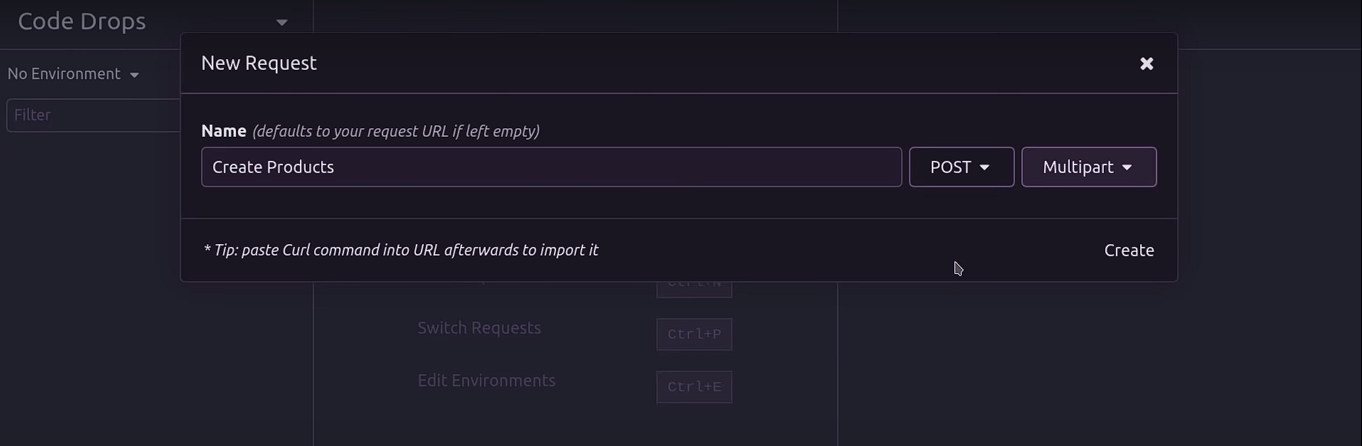 Code Drops
New Request
No Environment
Filter
Name (defaults to your request URL if left empty)
Create Products POST Multipart
* Tip: paste Curl command into URL afterwards to import it Create
Ctrl+N
Switch Requests Ctrl+P
Edit Environments Ctrl+E